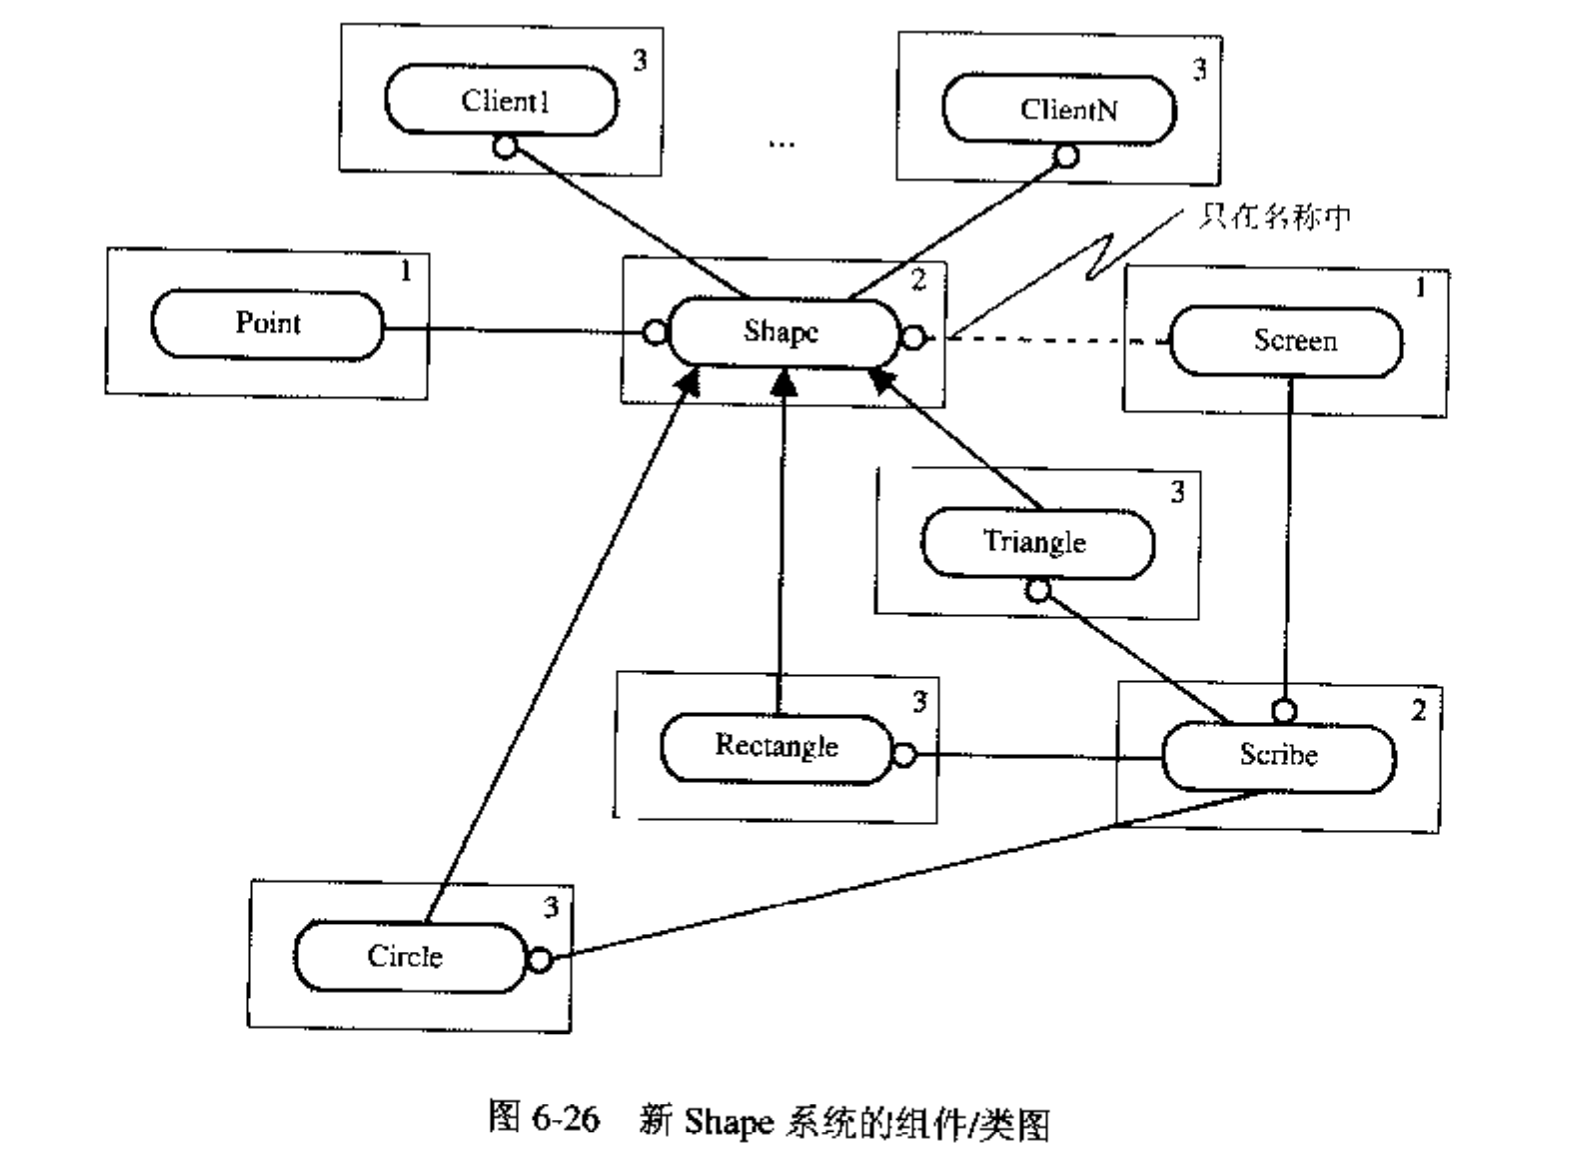 3
Client1
3
ClientN
...
只在名称中
1
Point
2
Shape
1
Screen
3
Triangle
3
Rectangle
2
Scribe
3
Circle
图 6-26 新 Shape 系统的组件/类图